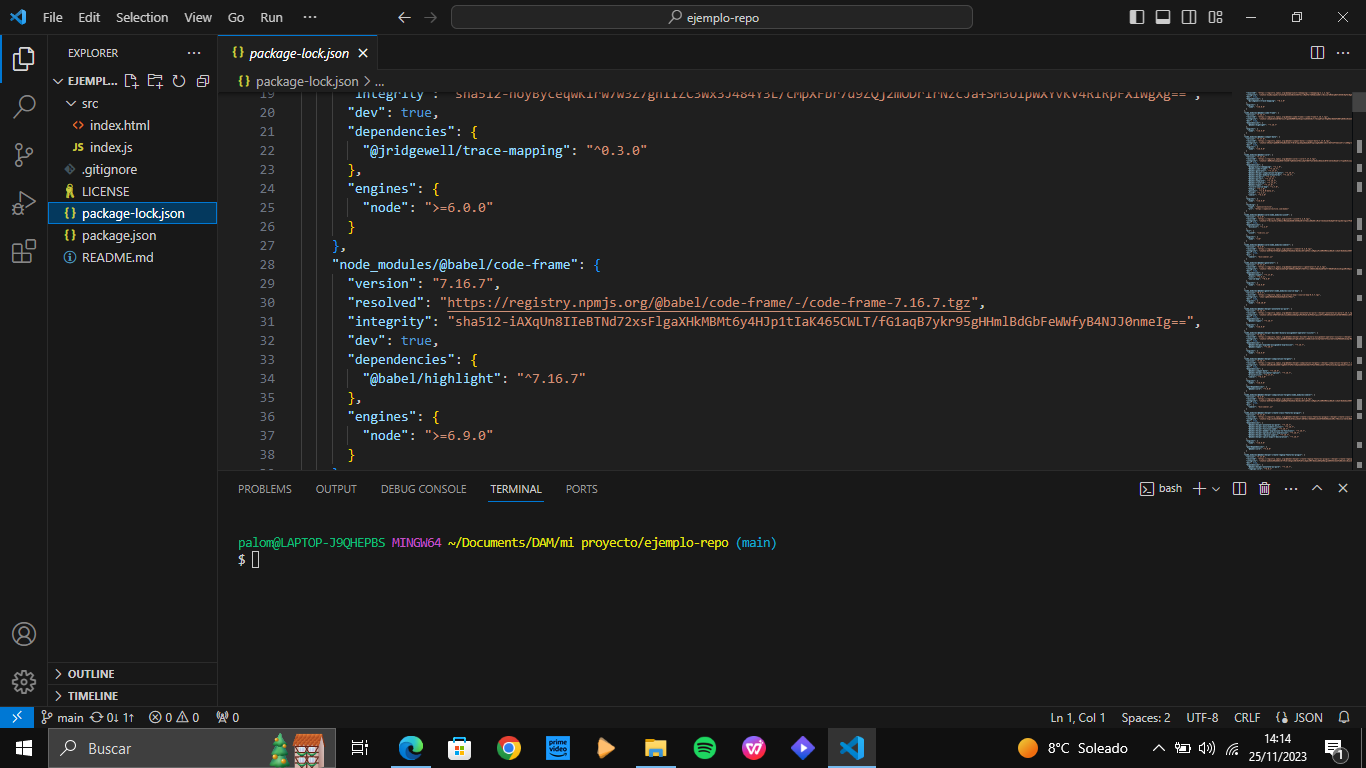 File Edit Selection View Go Run ···
ejemplo-repo
EXPLORER ···
EJEMPL...
src
index.html
JS index.js
.gitignore
LICENSE
{} package-lock.json
{} package.json
README.md
OUTLINE
TIMELINE
{} package-lock.json
{} package-lock.json > ...
20 "dev": true,
21 "dependencies": {
22 "@jridgewell/trace-mapping": "^0.3.0"
23 },
24 "engines": {
25 "node": ">=6.0.0"
26 }
27 },
28 "node_modules/@babel/code-frame": {
29 "version": "7.16.7",
30 "resolved": "https://registry.npmjs.org/@babel/code-frame/-/code-frame-7.16.7.tgz",
31 "integrity": "sha512-iAXqUn8IIeBTNd72xsFlgaXHkMBMt6y4HJp1tIaK465CWLT/fG1aqB7ykr95gHHmlBdGbFeWWfyB4NJJ0nmeIg==",
32 "dev": true,
33 "dependencies": {
34 "@babel/highlight": "^7.16.7"
35 },
36 "engines": {
37 "node": ">=6.9.0"
38 }
PROBLEMS OUTPUT DEBUG CONSOLE TERMINAL PORTS
bash
palom@LAPTOP-J9QHEPBS MINGW64 ~/Documents/DAM/mi proyecto/ejemplo-repo (main)
$
main 0↓ 1↑ 0 0 0
Ln 1, Col 1 Spaces: 2 UTF-8 CRLF {} JSON
Buscar
prime video
8°C Soleado
14:14
25/11/2023
1